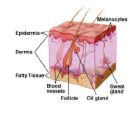 Melanocytes
Epidermis
Dermis
Fatty Tissue
Blood
vessels
Follicle
Oil gland
Sweat
gland